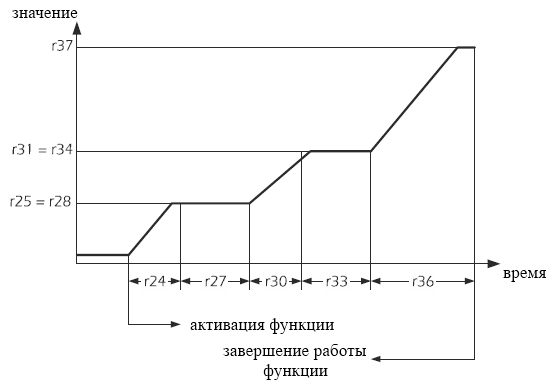 значение
r37
r31 = r34
r25 = r28
r24
r27
r30
r33
r36
время
активация функции
завершение работы
функции